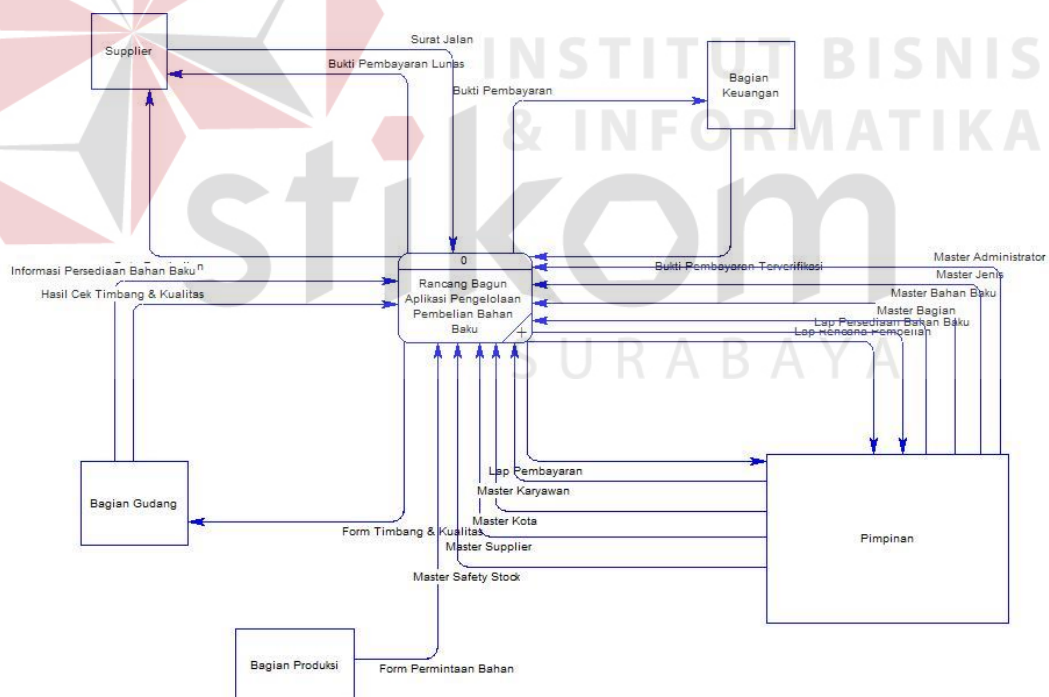 INSTITUT BISNIS
& INFORMATIKA
stikom
SURABAYA
Supplier
Surat Jalan
Bukti Pembayaran Lunas
Bukti Pembayaran
Bagian
Keuangan
Informasi Persediaan Bahan Baku
Hasil Cek Timbang & Kualitas
0
Rancang Bagun
Aplikasi Pengelolaan
Pembelian Bahan
Baku
Bukti Pembayaran Terverifikasi
Master Administrator
Master Jenis
Master Bahan Baku
Master Bagian
Lap Persediaan Bahan Baku
Lap Rencana Pembelian
Lap Pembayaran
Master Karyawan
Master Kota
Form Timbang & Kualitas
Master Supplier
Master Safety Stock
Bagian Gudang
Pimpinan
Bagian Produksi
Form Permintaan Bahan